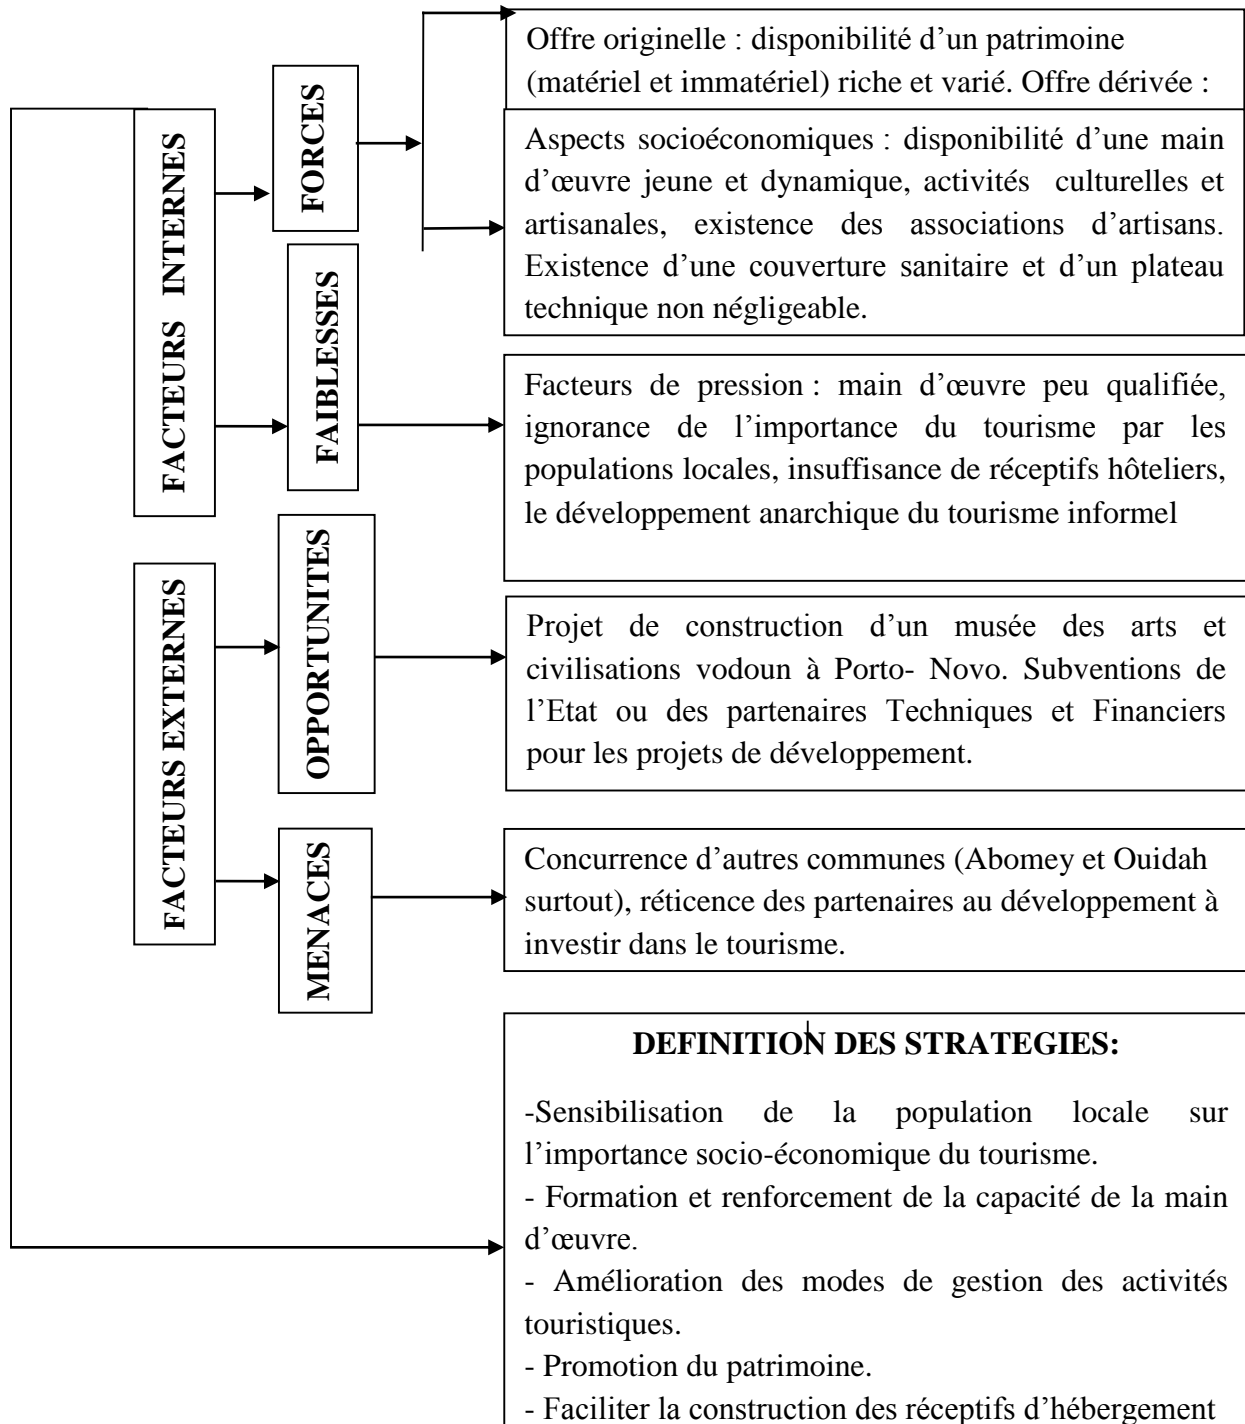 Offre originelle : disponibilité d’un patrimoine
(matériel et immatériel) riche et varié. Offre dérivée :
FORCES
Aspects socioéconomiques : disponibilité d’une main
d’œuvre jeune et dynamique, activités culturelles et
artisanales, existence des associations d’artisans.
Existence d’une couverture sanitaire et d’un plateau
technique non négligeable.
FACTEURS INTERNES
FAIBLESSES
Facteurs de pression : main d’œuvre peu qualifiée,
ignorance de l’importance du tourisme par les
populations locales, insuffisance de réceptifs hôteliers,
le développement anarchique du tourisme informel
FACTEURS EXTERNES
OPPORTUNITES
Projet de construction d’un musée des arts et
civilisations vodoun à Porto- Novo. Subventions de
l’Etat ou des partenaires Techniques et Financiers
pour les projets de développement.
MENACES
Concurrence d’autres communes (Abomey et Ouidah
surtout), réticence des partenaires au développement à
investir dans le tourisme.
DEFINITION DES STRATEGIES:
-Sensibilisation de la population locale sur
l’importance socio-économique du tourisme.
- Formation et renforcement de la capacité de la main
d’œuvre.
- Amélioration des modes de gestion des activités
touristiques.
- Promotion du patrimoine.
- Faciliter la construction des réceptifs d’hébergement